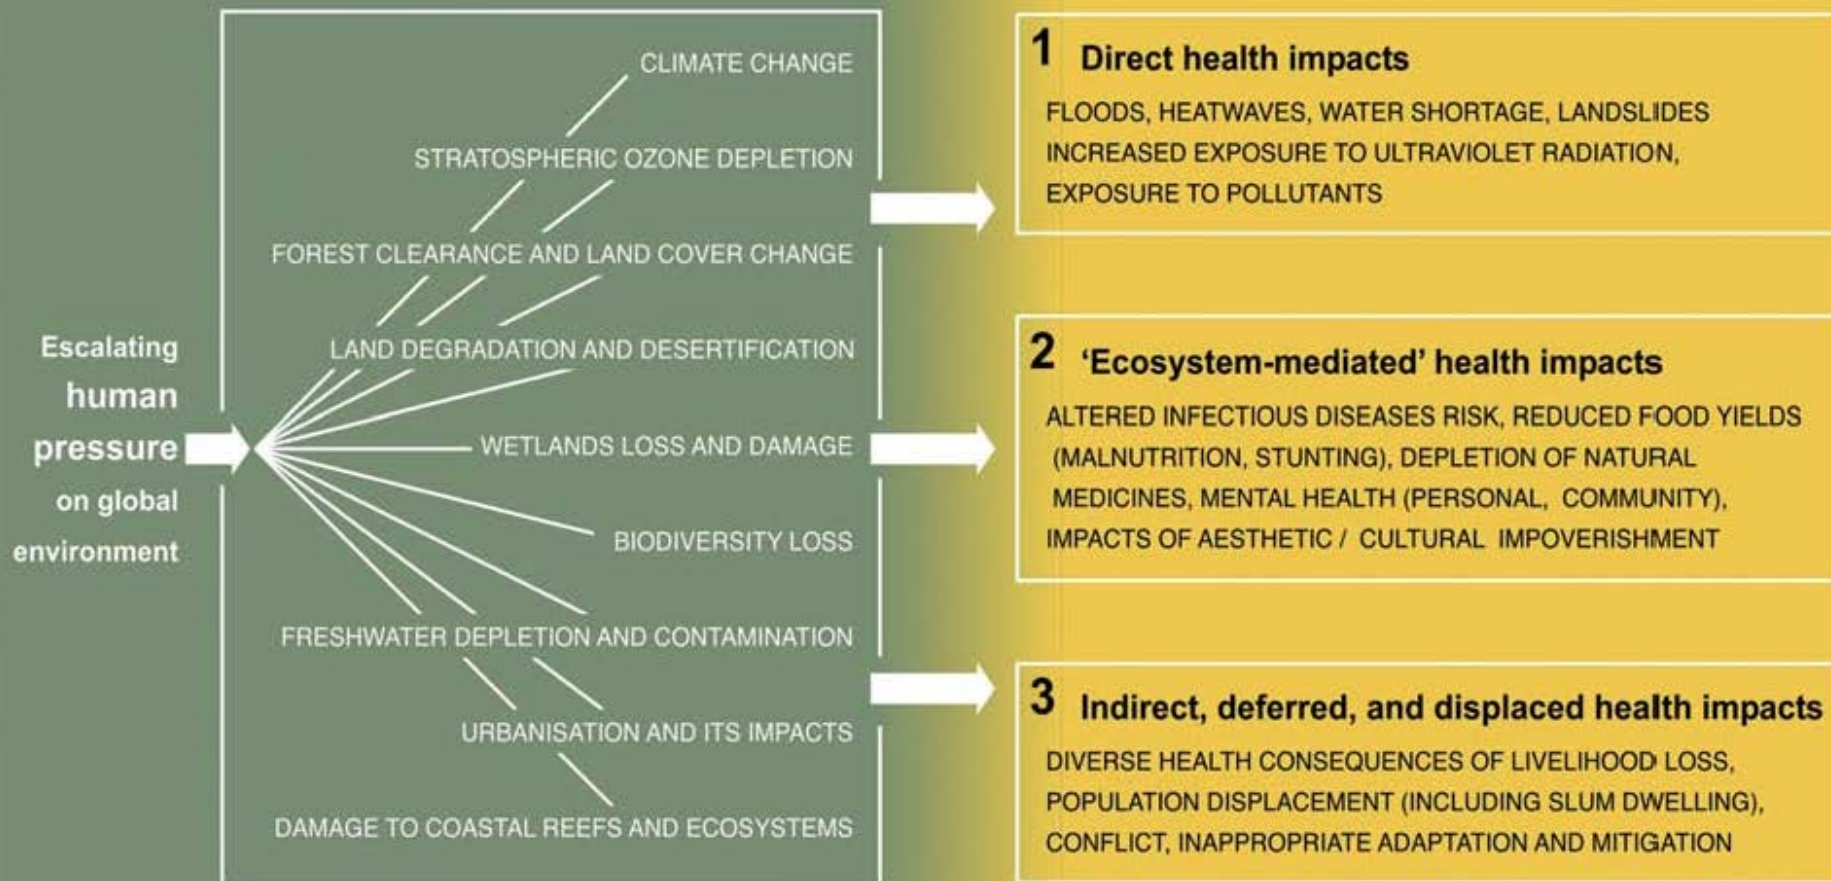 Escalating
human
pressure
on global
environment
CLIMATE CHANGE
STRATOSPHERIC OZONE DEPLETION
FOREST CLEARANCE AND LAND COVER CHANGE
LAND DEGRADATION AND DESERTIFICATION
WETLANDS LOSS AND DAMAGE
BIODIVERSITY LOSS
FRESHWATER DEPLETION AND CONTAMINATION
URBANISATION AND ITS IMPACTS
DAMAGE TO COASTAL REEFS AND ECOSYSTEMS
1 Direct health impacts
FLOODS, HEATWAVES, WATER SHORTAGE, LANDSLIDES
INCREASED EXPOSURE TO ULTRAVIOLET RADIATION,
EXPOSURE TO POLLUTANTS
2 ‘Ecosystem-mediated’ health impacts
ALTERED INFECTIOUS DISEASES RISK, REDUCED FOOD YIELDS
(MALNUTRITION, STUNTING), DEPLETION OF NATURAL
MEDICINES, MENTAL HEALTH (PERSONAL, COMMUNITY),
IMPACTS OF AESTHETIC / CULTURAL IMPOVERISHMENT
3 Indirect, deferred, and displaced health impacts
DIVERSE HEALTH CONSEQUENCES OF LIVELIHOOD LOSS,
POPULATION DISPLACEMENT (INCLUDING SLUM DWELLING),
CONFLICT, INAPPROPRIATE ADAPTATION AND MITIGATION